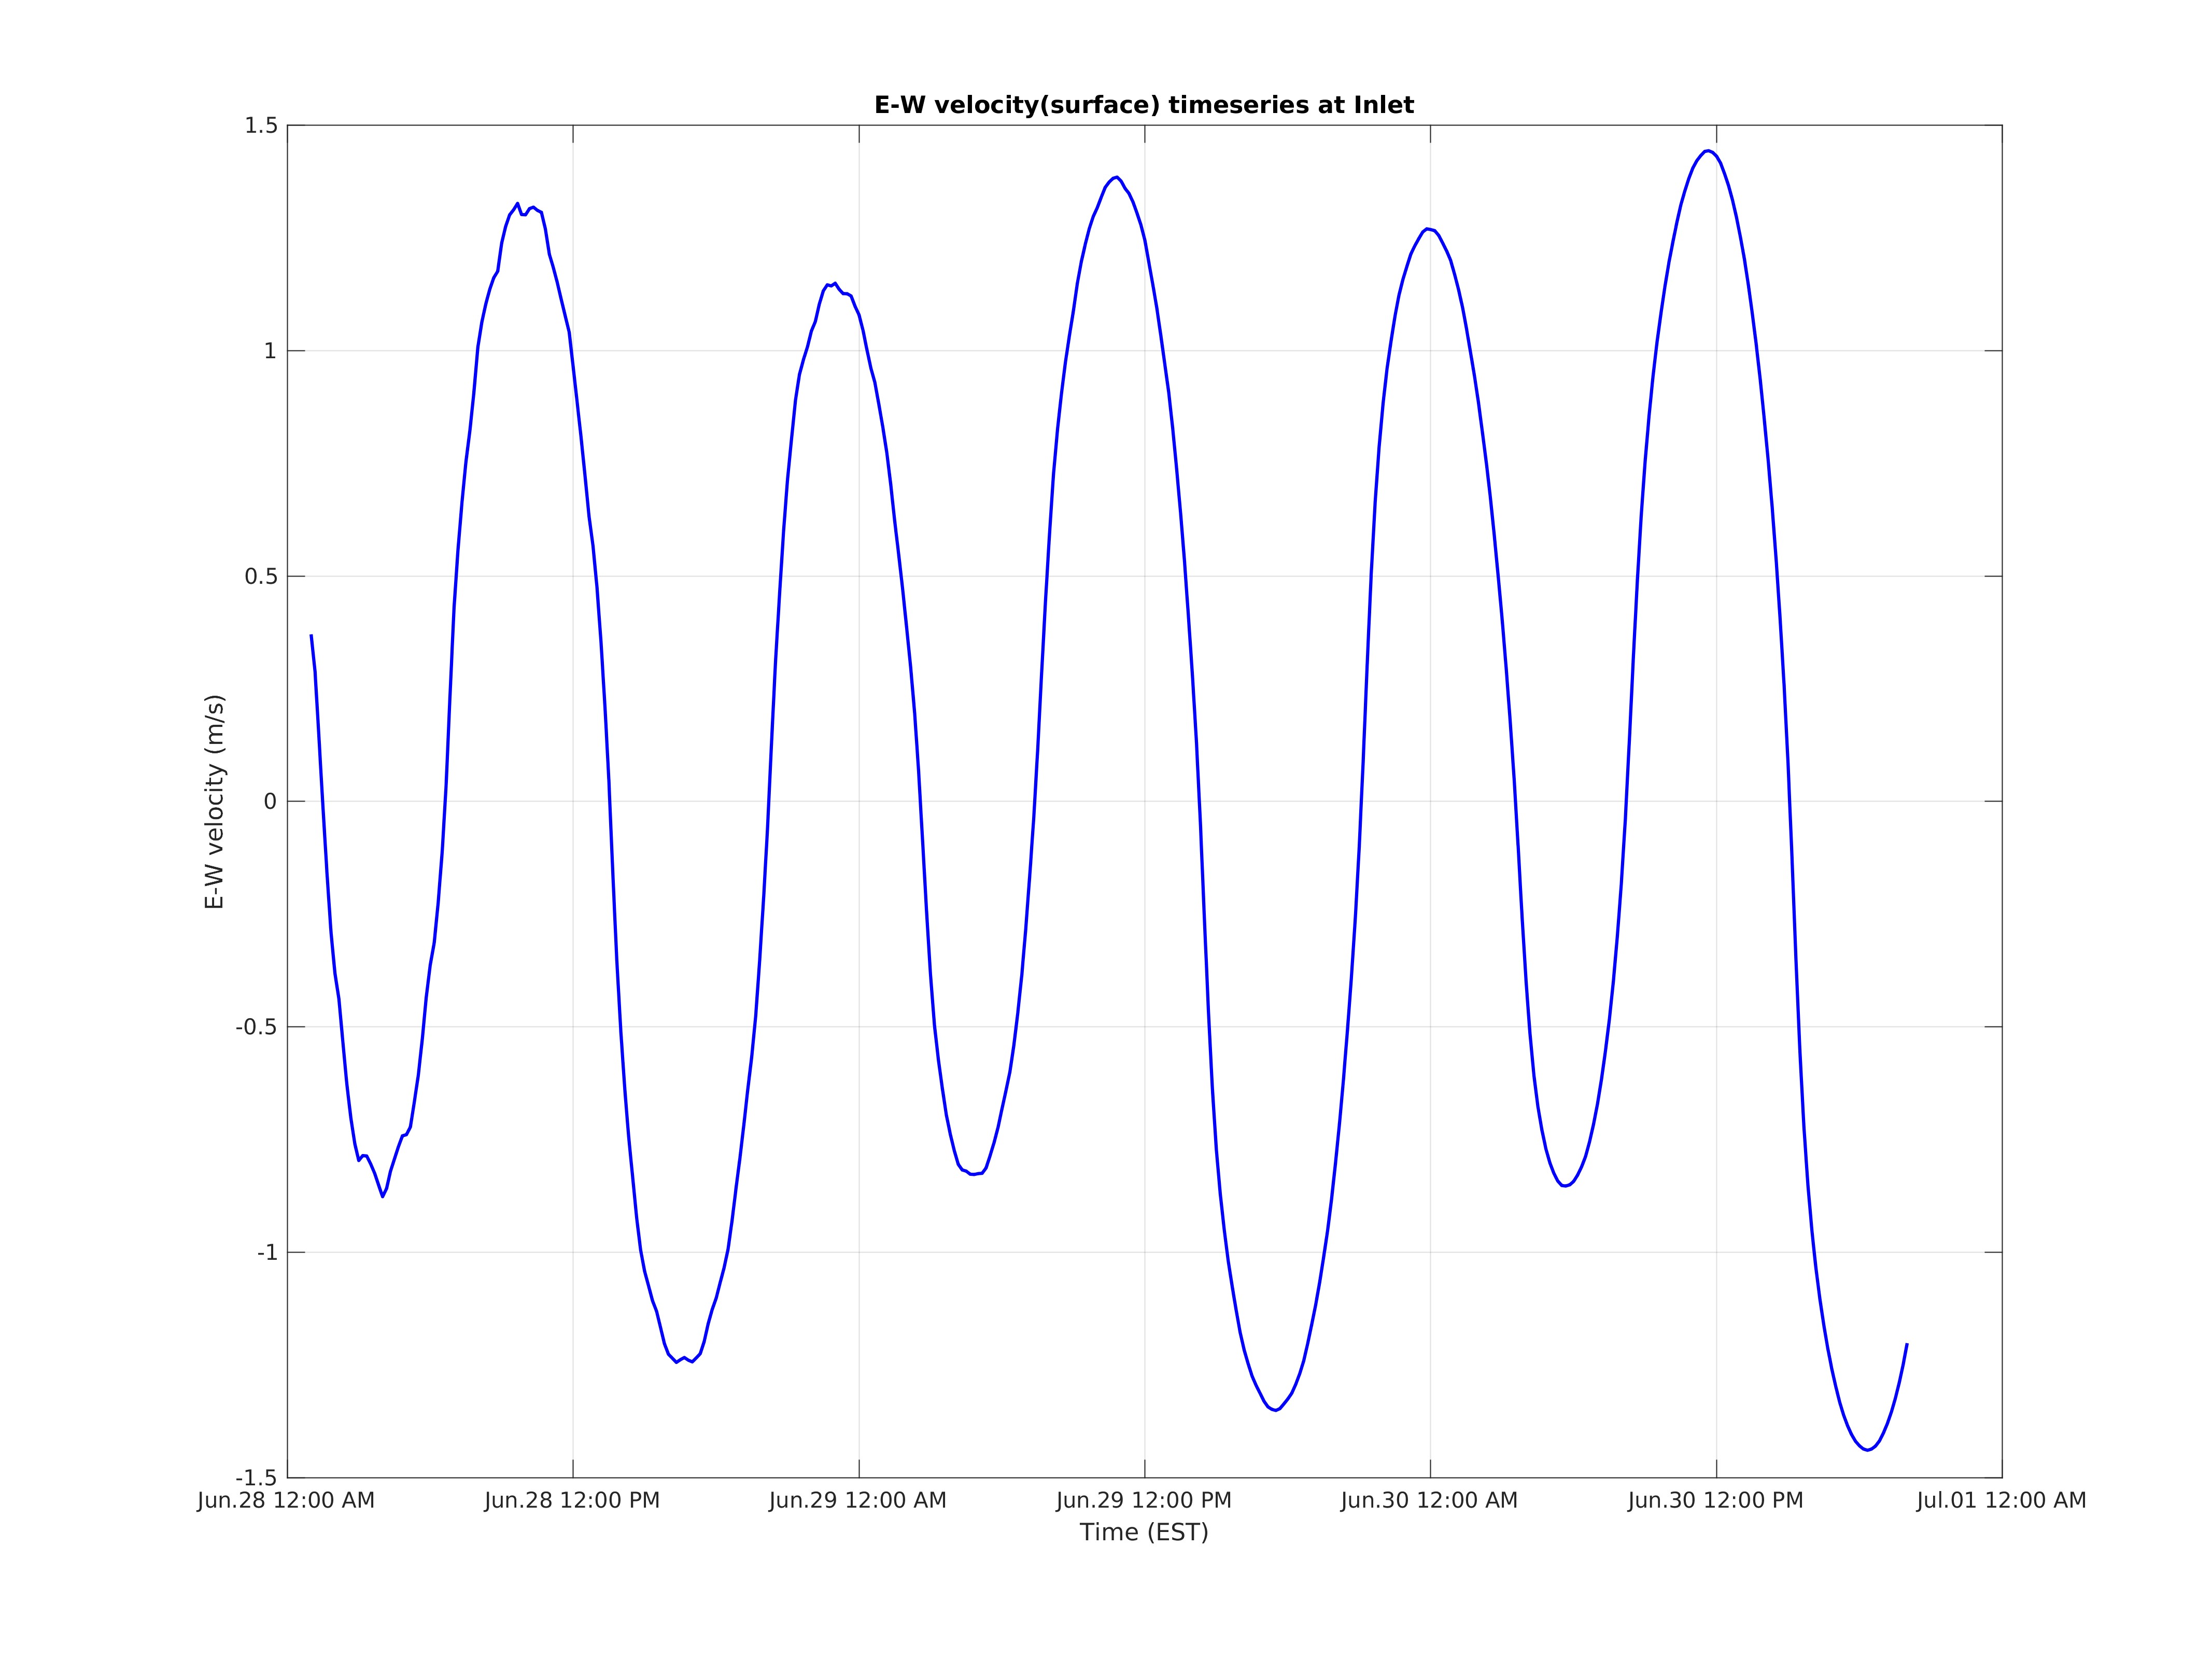 E-W velocity(surface) timeseries at Inlet
1.5
1
0.5
0
-0.5
-1
-1.5
E-W velocity (m/s)
Jun.28 12:00 AM Jun.28 12:00 PM Jun.29 12:00 AM Jun.29 12:00 PM Jun.30 12:00 AM Jun.30 12:00 PM Jul.01 12:00 AM
Time (EST)